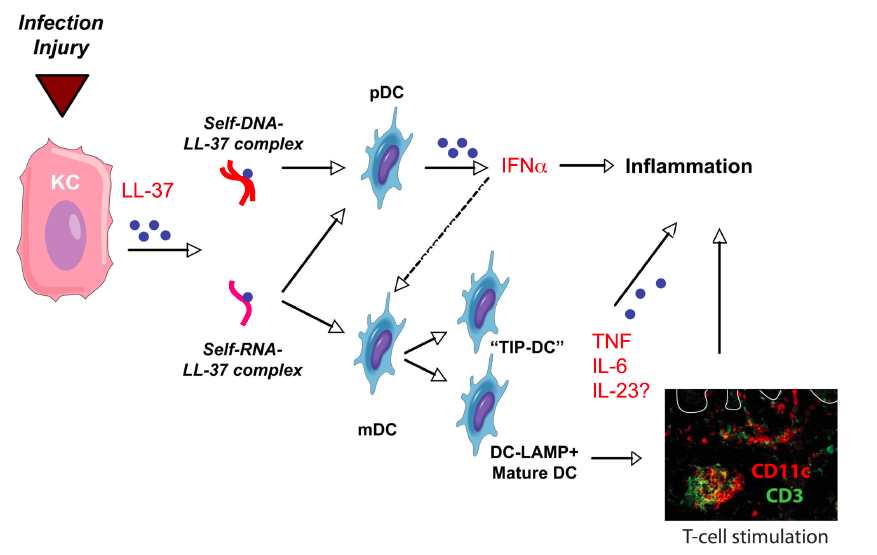 Infection
Injury
KC
LL-37
Self-DNA-
LL-37 complex
Self-RNA-
LL-37 complex
pDC
IFNα
Inflammation
mDC
“TIP-DC”
DC-LAMP+
Mature DC
TNF
IL-6
IL-23?
CD11c
CD3
T-cell stimulation